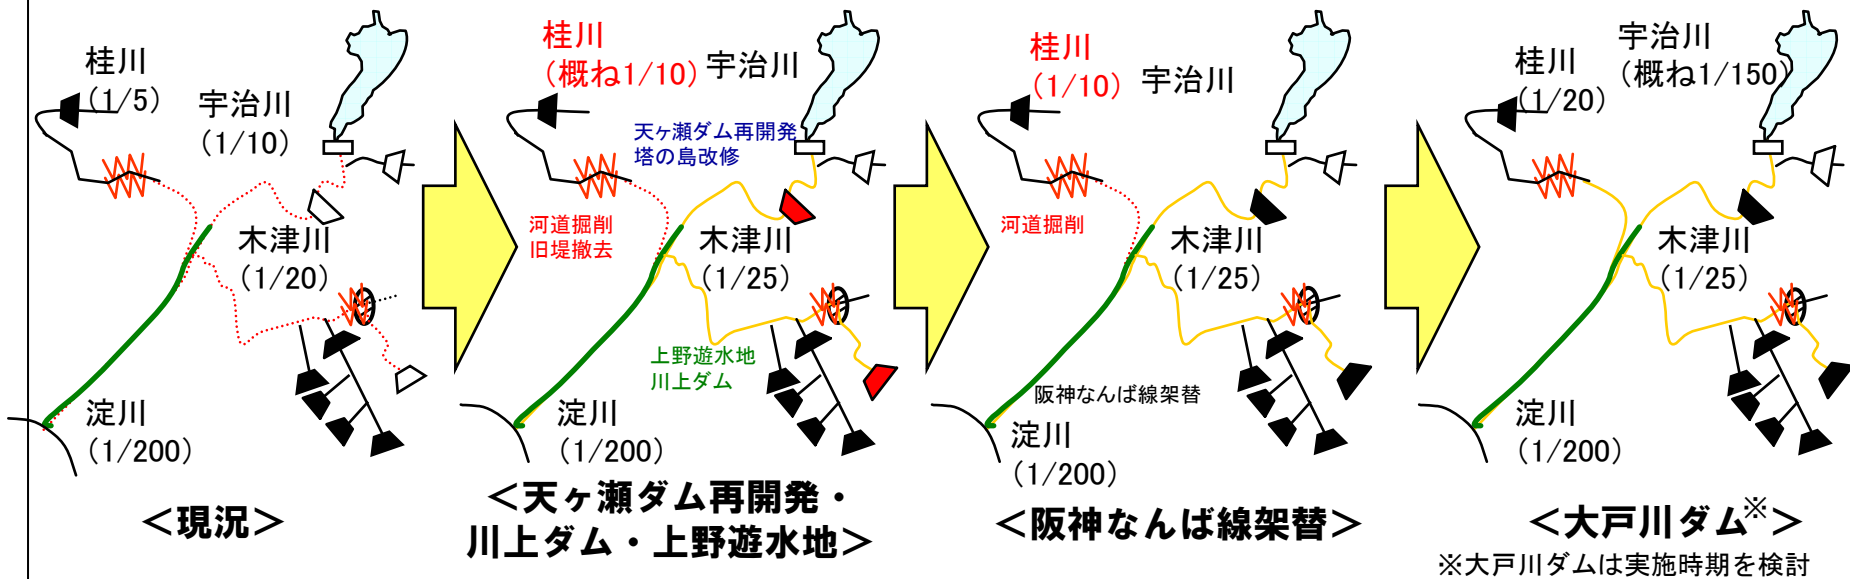 桂川
(1/5)
宇治川
(1/10)
木津川
(1/20)
淀川
(1/200)
＜現況＞
桂川
(概ね1/10)
宇治川
天ヶ瀬ダム再開発
塔の島改修
河道掘削
旧堤撤去
木津川
(1/25)
上野遊水地
川上ダム
淀川
(1/200)
＜天ヶ瀬ダム再開発・
川上ダム・上野遊水地＞
桂川
(1/10)
宇治川
河道掘削
木津川
(1/25)
阪神なんば線架替
淀川
(1/200)
＜阪神なんば線架替＞
桂川
(1/20)
宇治川
(概ね1/150)
木津川
(1/25)
淀川
(1/200)
＜大戸川ダム※＞
※大戸川ダムは実施時期を検討